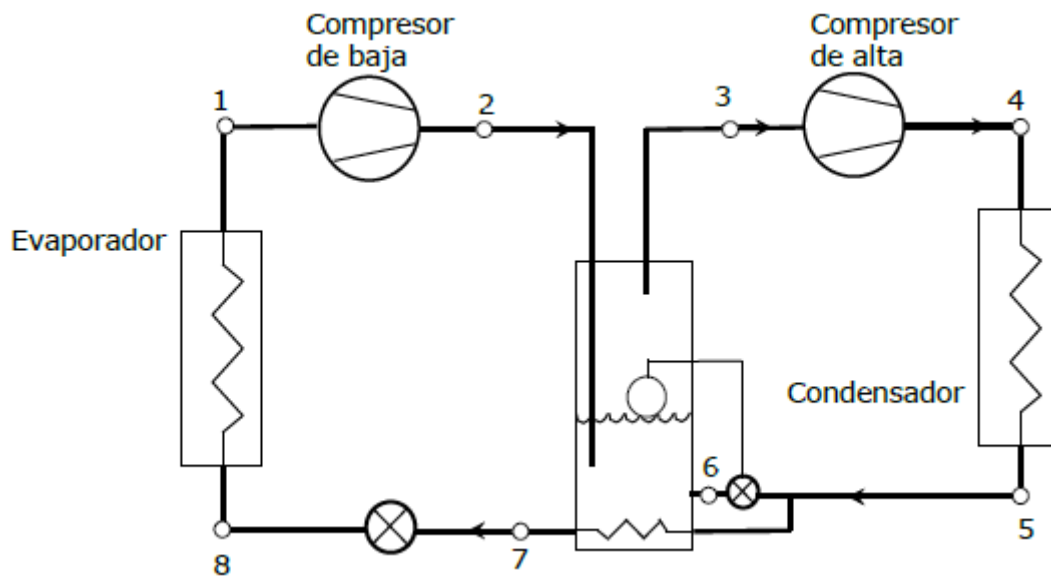 Compresor
de baja
Compresor
de alta
1
2
3
4
Evaporador
Condensador
6
5
7
8